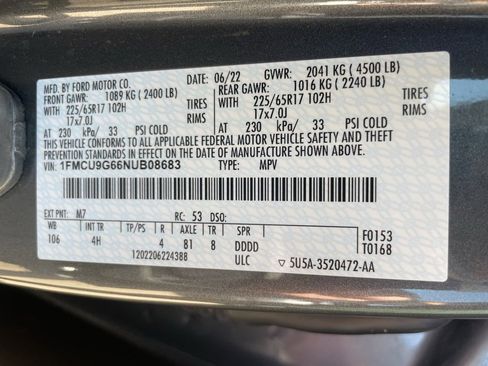 MFD. BY FORD MOTOR CO. 06/22 GVWR: 2041 KG ( 4500 LB)
FRONT GAWR: 1089 KG ( 2400 LB) REAR GAWR: 1016 KG ( 2240 LB)
WITH 225/65R17 102H TIRES WITH 225/65R17 102H TIRES
17x7.0J RIMS 17x7.0J RIMS
AT 230 kPa/ 33 PSI COLD AT 230 kPa/ 33 PSI COLD
THIS VEHICLE CONFORMS TO ALL APPLICABLE FEDERAL MOTOR VEHICLE SAFETY AND THEFT
PREVENTION STANDARDS IN EFFECT ON THE DATE OF MANUFACTURE SHOWN ABOVE.
VIN: 1FMCU9G66NUB08683 TYPE: MPV
EXT PNT: M7 RC: 53 DSO:
WB INT TR TP/PS R AXLE TR SPR F0153
106 4H 4 81 8 DDDD T0168
1202206224388 ULC ▽ 5U5A-3520472-AA